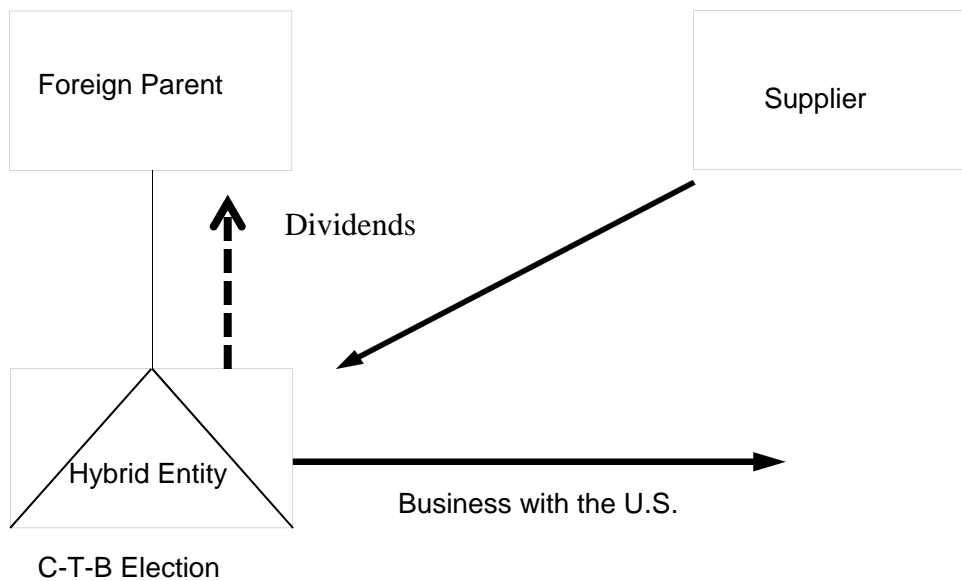 Foreign Parent
Supplier
Dividends
Hybrid Entity
Business with the U.S.
C-T-B Election